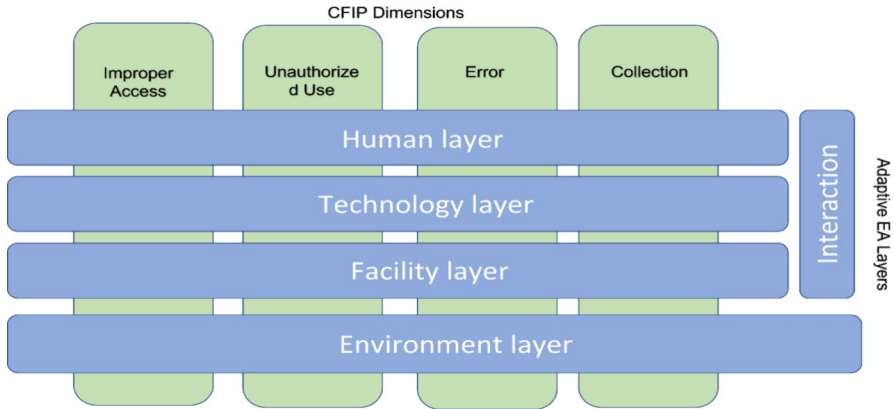 CFIP Dimensions
Improper
Access
Unauthorize
d Use
Error
Collection
Human layer
Technology layer
Facility layer
Environment layer
Interaction
Adaptive EA Layers